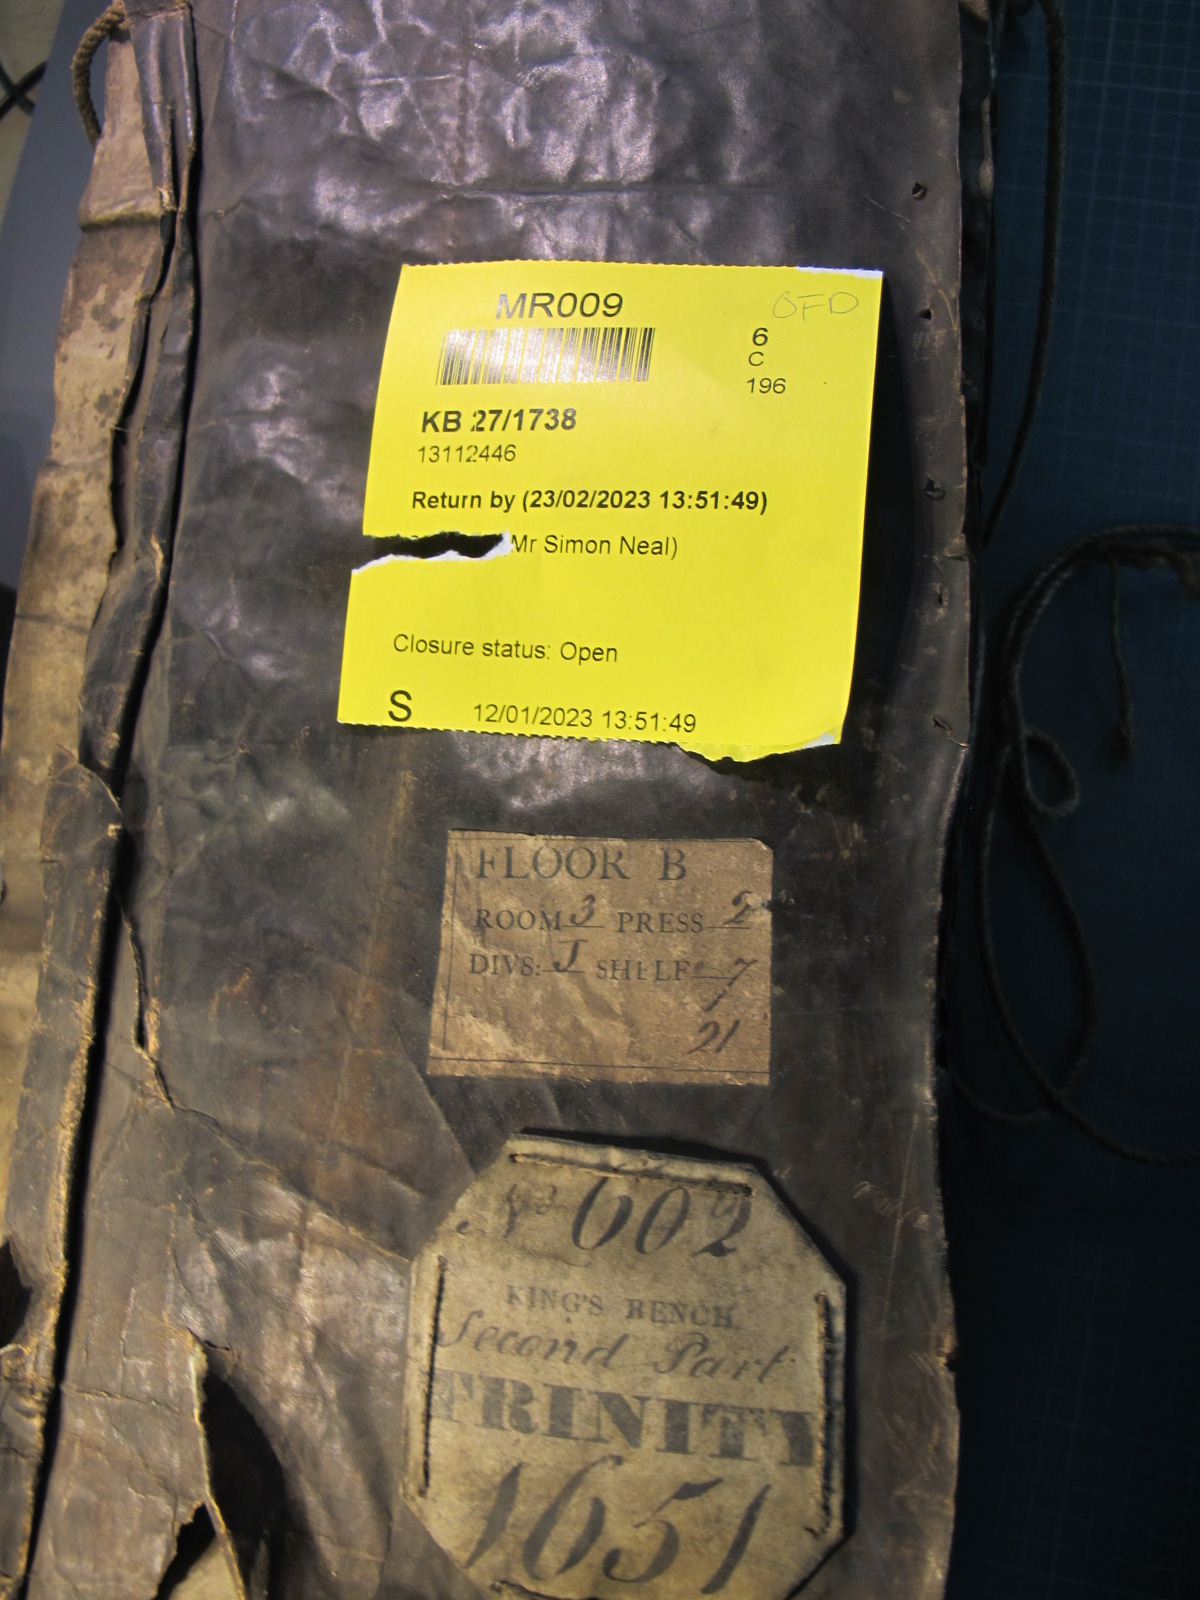 MR009
OFD
6
C
196
KB 27/1738
13112446
Return by (23/02/2023 13:51:49)
Mr Simon Neal)
Closure status: Open
S 12/01/2023 13:51:49
FLOOR B
ROOM 3 PRESS 2
DIVS: J SHELF 7
21
No 602
KING'S BENCH
Second Part
TRINITY
1651